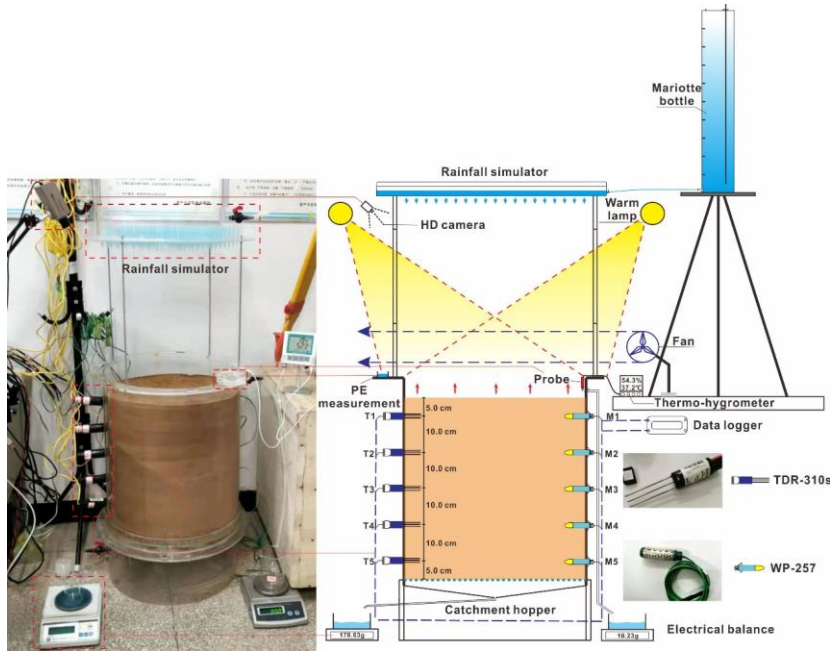 Mariotte
bottle
Rainfall simulator
Warm
lamp
HD camera
Rainfall simulator
Fan
Probe
54.3%
37.2℃
PE
measurement
Thermo-hygrometer
5.0 cm
T1
M1
Data logger
10.0 cm
T2
M2
10.0 cm
TDR-310s
T3
M3
10.0 cm
T4
M4
10.0 cm
T5
M5
WP-257
5.0 cm
Catchment hopper
178.03g
16.23g
Electrical balance